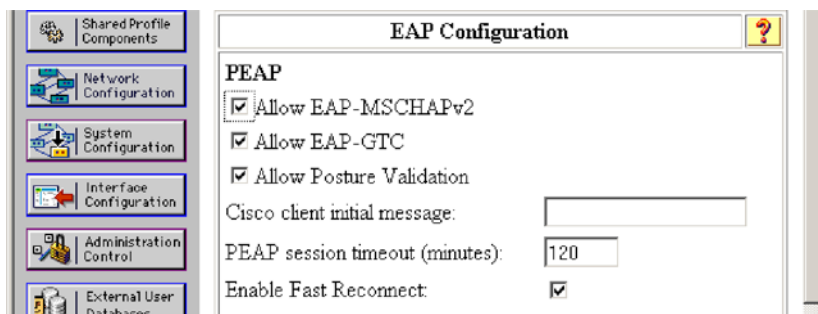 Shared Profile
Components
Network
Configuration
System
Configuration
Interface
Configuration
Administration
Control
External User
Databases
EAP Configuration
?
PEAP
Allow EAP-MSCHAPv2
Allow EAP-GTC
Allow Posture Validation
Cisco client initial message:
PEAP session timeout (minutes): 120
Enable Fast Reconnect: